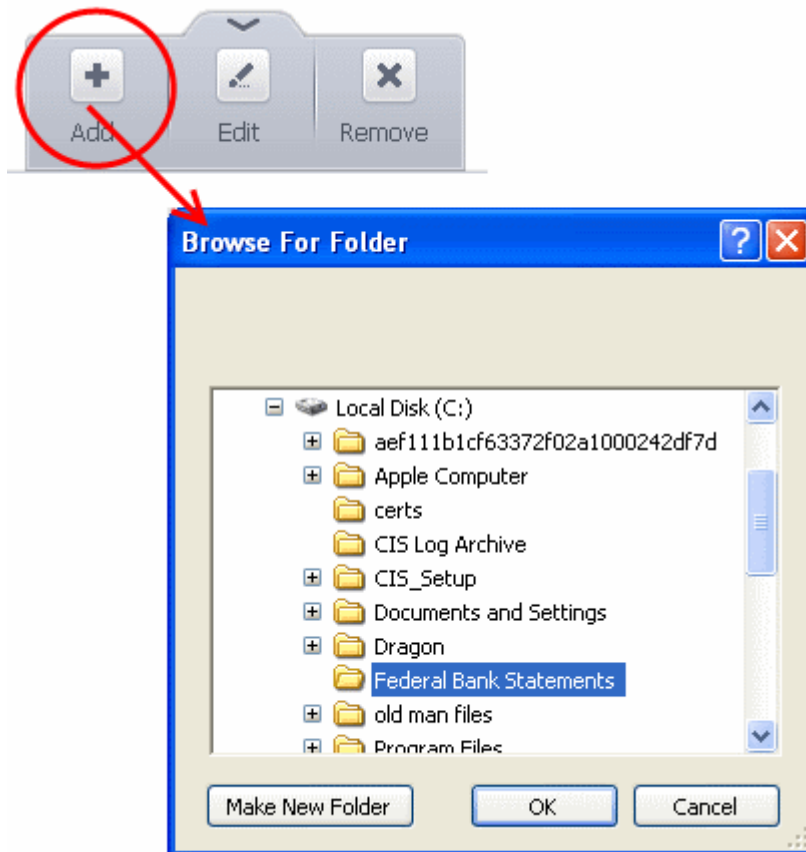 Add Edit Remove
Browse For Folder
Local Disk (C:)
aef111b1cf63372f02a1000242df7d
Apple Computer
certs
CIS Log Archive
CIS_Setup
Documents and Settings
Dragon
Federal Bank Statements
old man files
Program Files
Make New Folder OK Cancel